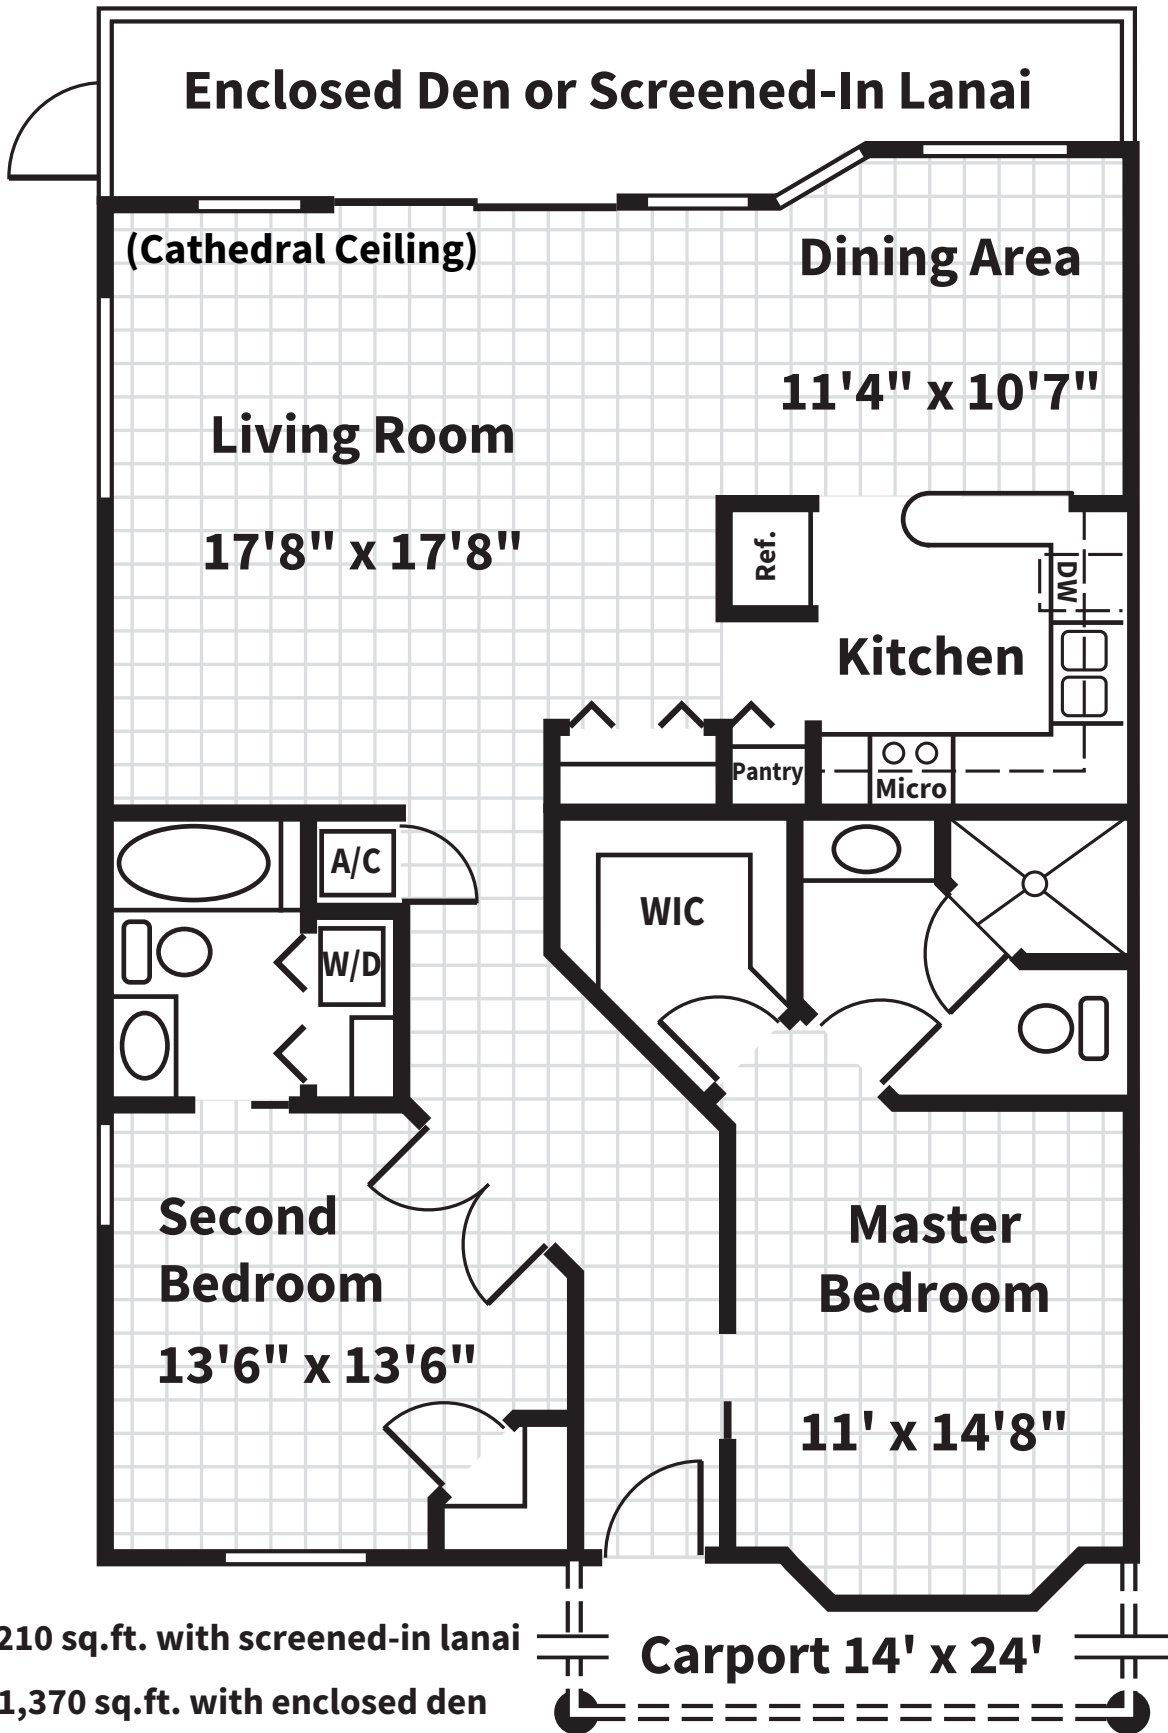 Enclosed Den or Screened-In Lanai
(Cathedral Ceiling)
Dining Area
11'4" x 10'7"
Living Room
17'8" x 17'8"
Ref.
DW
Kitchen
Pantry
Micro
A/C
WIC
W/D
Second
Bedroom
13'6" x 13'6"
Master
Bedroom
11' x 14'8"
210 sq.ft. with screened-in lanai
Carport 14' x 24'
1,370 sq.ft. with enclosed den